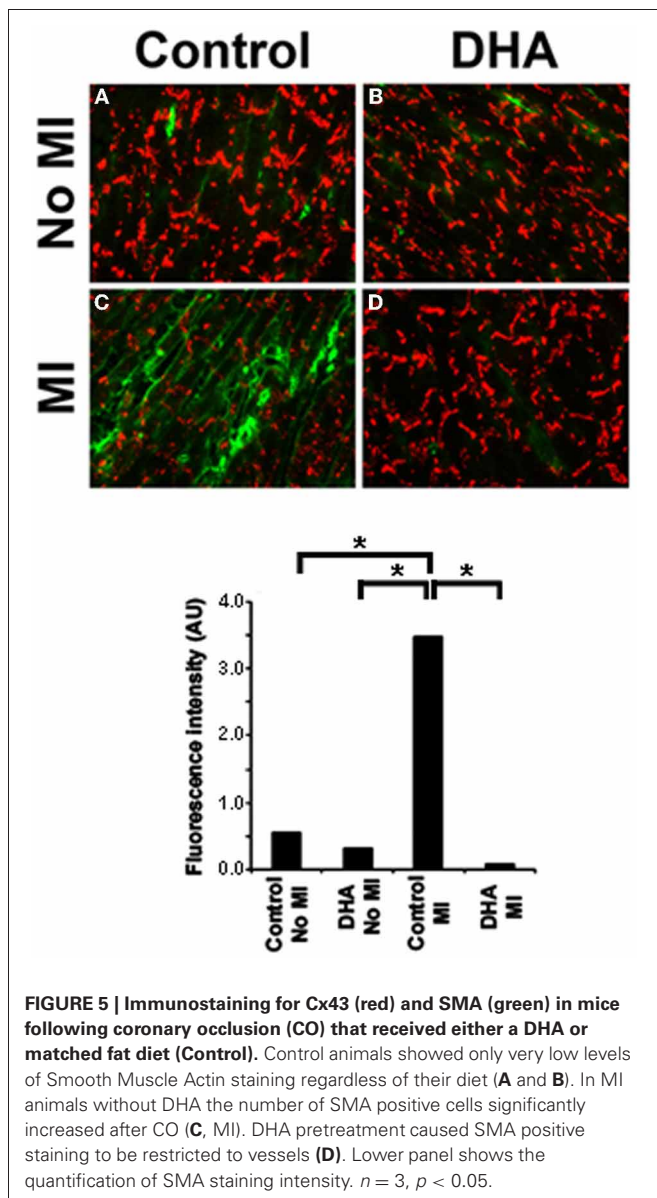 Control DHA
No MI
A B
MI
C D
* 
* *
Fluorescence intensity (AU)
4.0
3.0
2.0
1.0
0.0
Control No MI
DHA No MI
Control MI
DHA MI
FIGURE 5 | Immunostaining for Cx43 (red) and SMA (green) in mice
following coronary occlusion (CO) that received either a DHA or
matched fat diet (Control). Control animals showed only very low levels
of Smooth Muscle Actin staining regardless of their diet (A and B). In MI
animals without DHA the number of SMA positive cells significantly
increased after CO (C, MI). DHA pretreatment caused SMA positive
staining to be restricted to vessels (D). Lower panel shows the
quantification of SMA staining intensity. n = 3, p < 0.05.